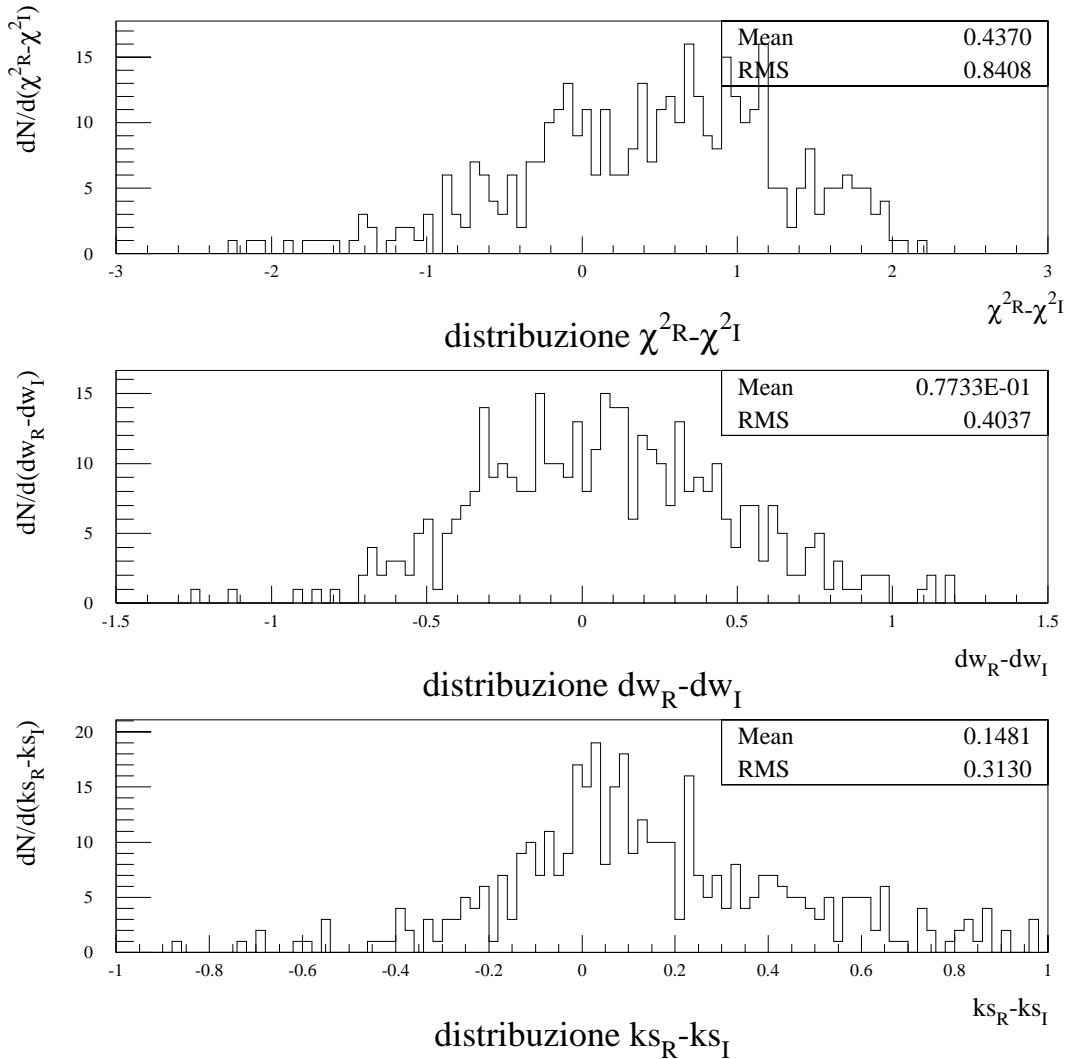 dN/d(χ²R-χ²I)
Mean 0.4370
RMS 0.8408
15
10
5
0
-3 -2 -1 0 1 2 3
χ²R-χ²I
distribuzione χ²R-χ²I
dN/d(dw_R-dw_I)
Mean 0.7733E-01
RMS 0.4037
15
10
5
0
-1.5 -1 -0.5 0 0.5 1 1.5
dw_R-dw_I
distribuzione dw_R-dw_I
dN/d(ks_R-ks_I)
Mean 0.1481
RMS 0.3130
20
15
10
5
0
-1 -0.8 -0.6 -0.4 -0.2 0 0.2 0.4 0.6 0.8 1
ks_R-ks_I
distribuzione ks_R-ks_I